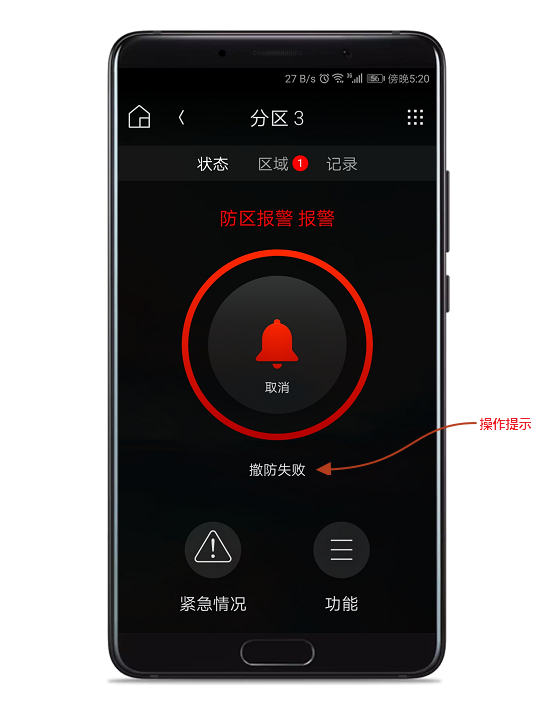 27 B/s 36 56 傍晚5:20
分区 3
状态 区域 1 记录
防区报警 报警
取消
操作提示
撤防失败
紧急情况 功能